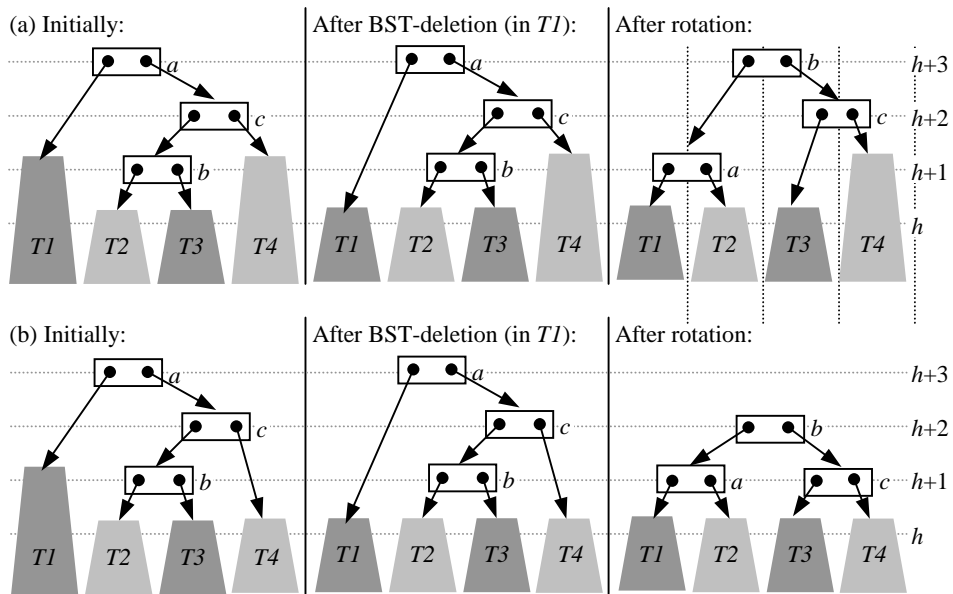 (a) Initially:
After BST-deletion (in T1):
After rotation:
a
a
b
h+3
c
c
c
h+2
b
b
a
h+1
h
T1 T2 T3 T4
T1 T2 T3 T4
T1 T2 T3 T4
(b) Initially:
After BST-deletion (in T1):
After rotation:
a
a
h+3
c
c
b
h+2
b
b
a
c
h+1
h
T1 T2 T3 T4
T1 T2 T3 T4
T1 T2 T3 T4